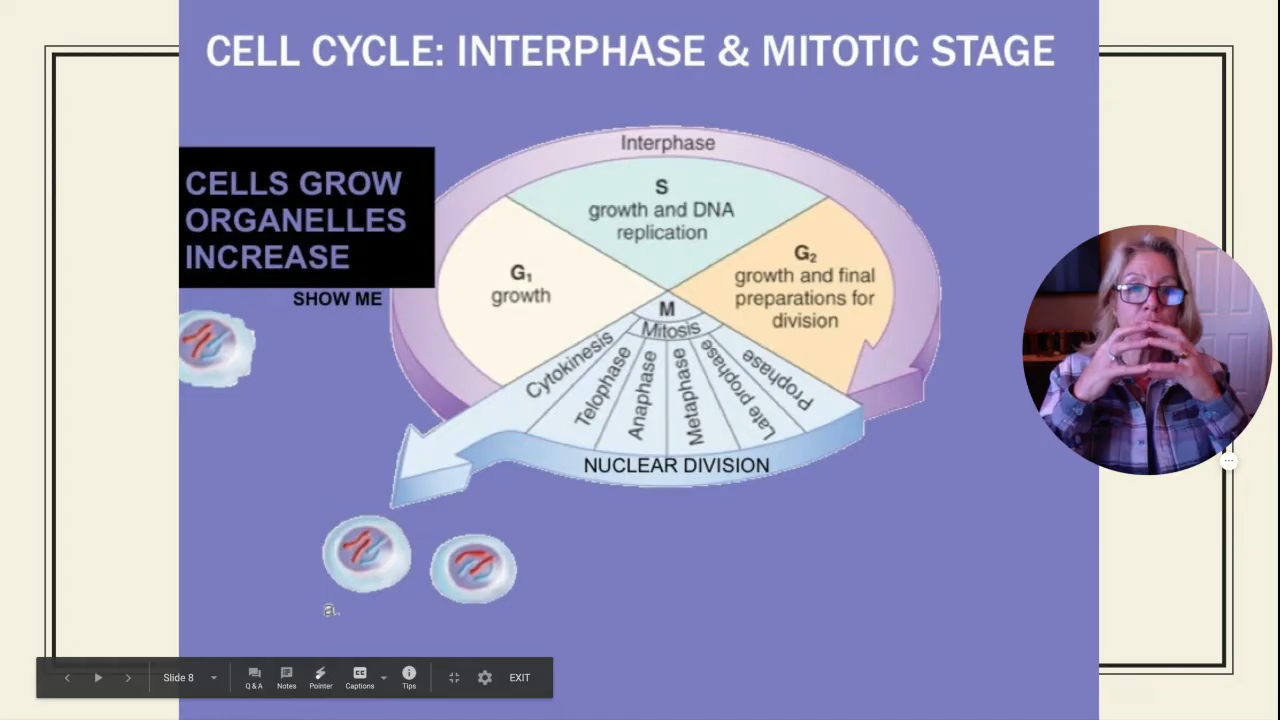 CELL CYCLE: INTERPHASE & MITOTIC STAGE
CELLS GROW
ORGANELLES
INCREASE
SHOW ME
Interphase
S
growth and DNA
replication
G₁
growth
G₂
growth and final
preparations for
division
M
Mitosis
Cytokinesis
Telophase
Anaphase
Metaphase
Late prophase
Prophase
NUCLEAR DIVISION
a.
Slide 8
Q & A
Notes
Pointer
CC
Captions
Tips
EXIT